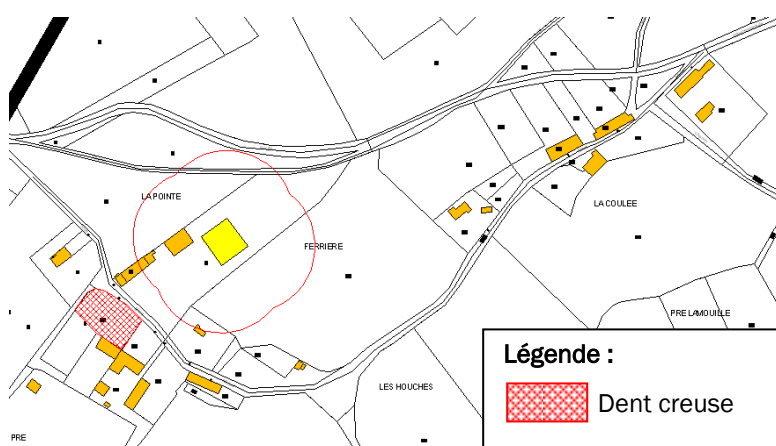 LA POINTE
FERRIERE
LA COULEE
PRE LAMOUILLE
LES HOUCHES
PRE
Légende :
Dent creuse